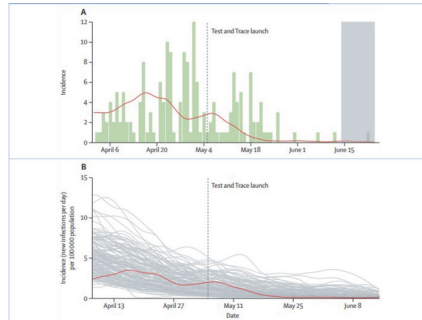 A
12
10
8
6
4
2
0
Incidence
Test and Trace launch
April 6
April 20
May 4
May 18
June 1
June 15
B
15
10
5
0
Incidence (new infections per day)
per 100 000 population
Test and Trace launch
April 13
April 27
May 11
May 25
June 8
Date